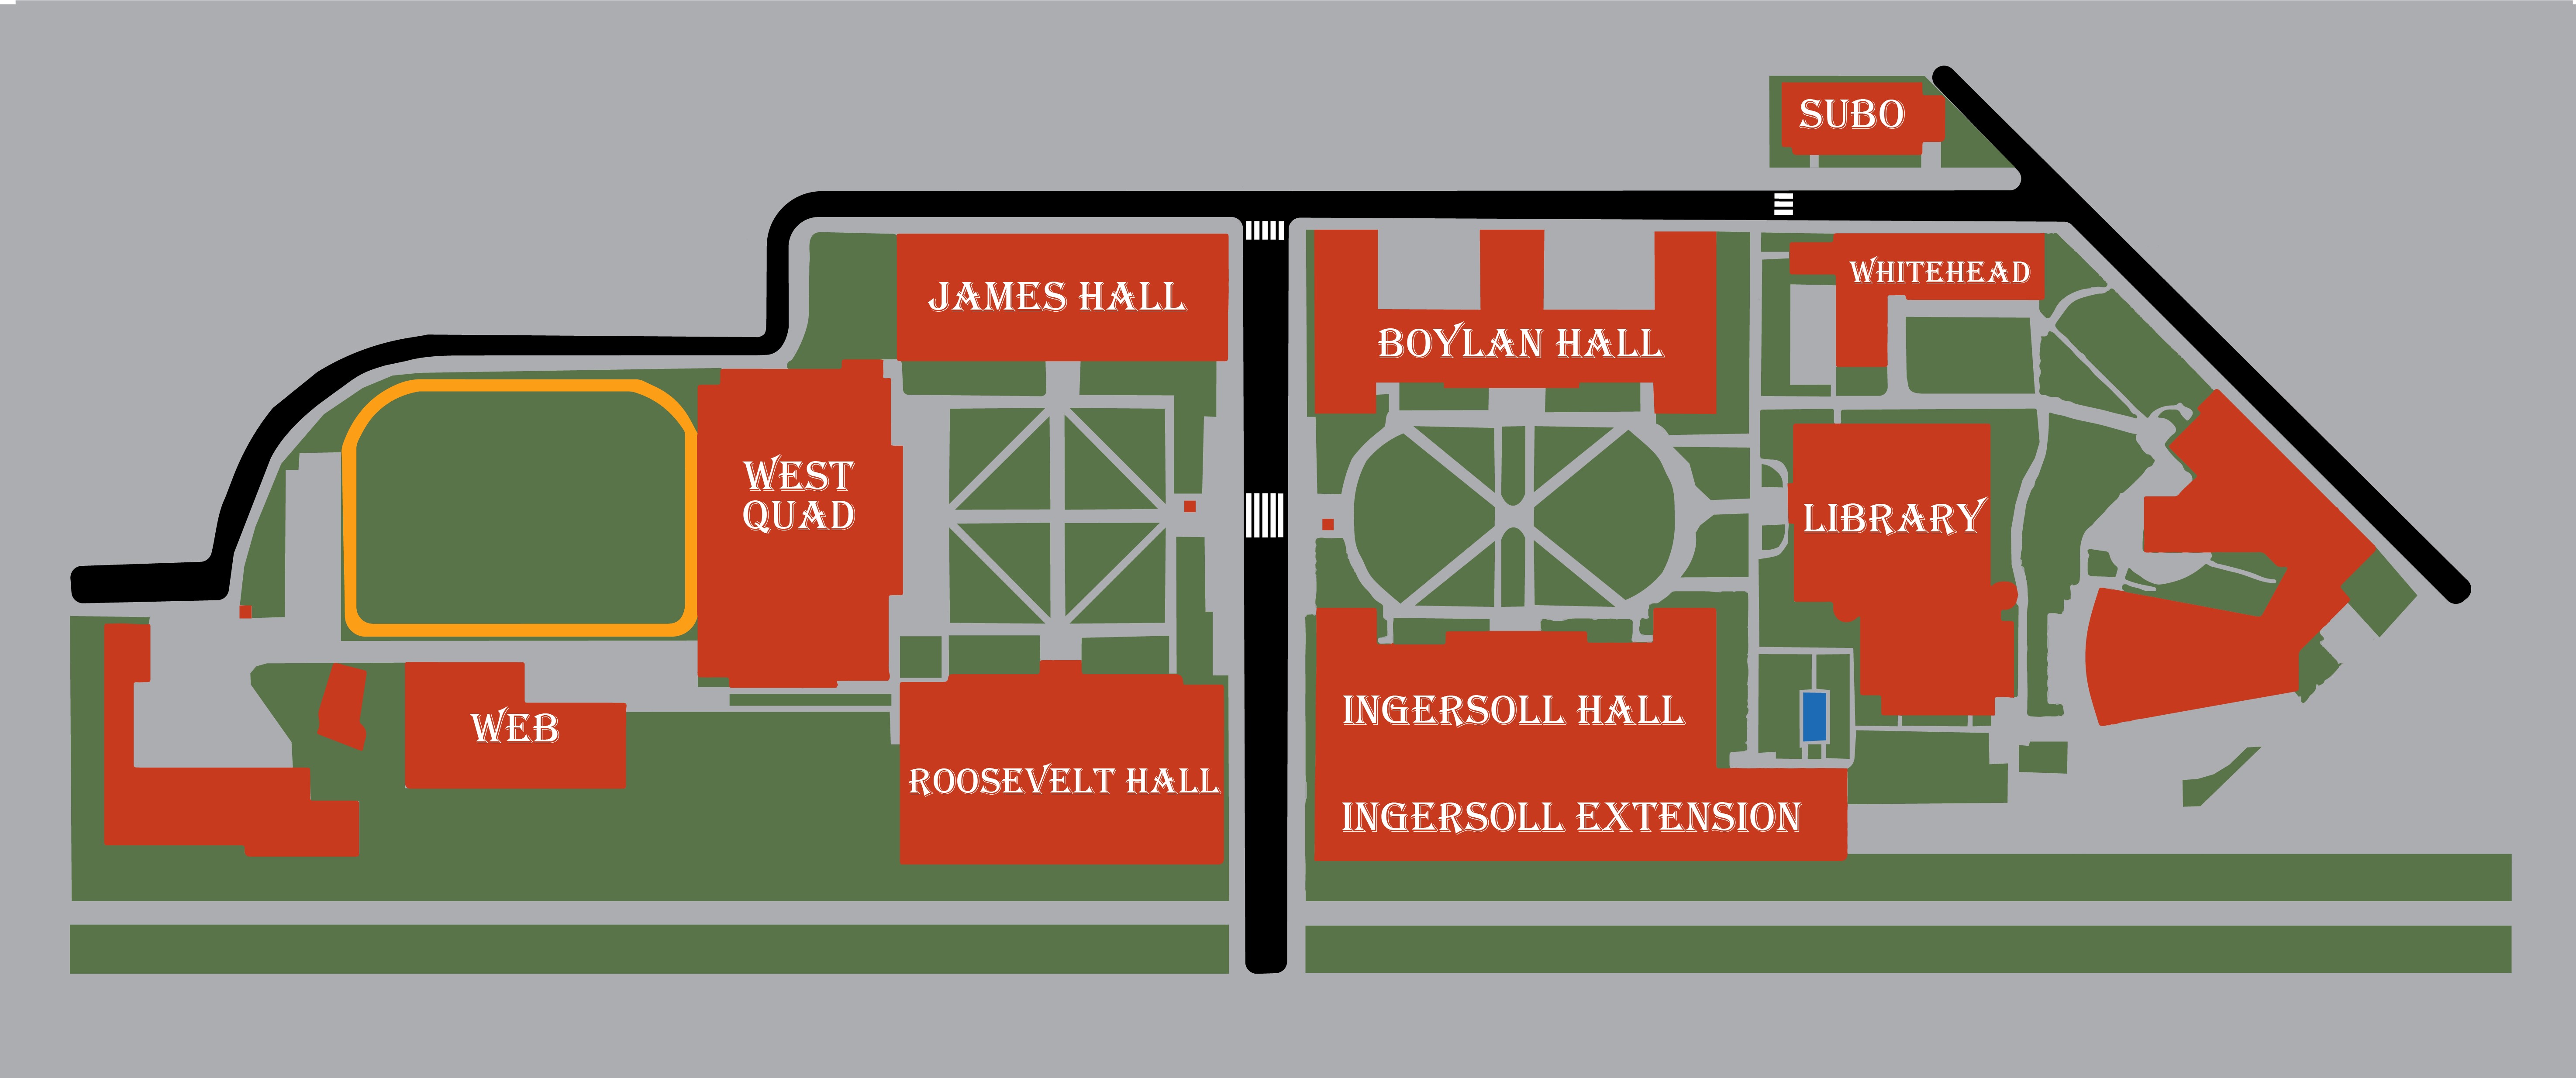 SUBO
JAMES HALL
WHITEHEAD
BOYLAN HALL
WEST
QUAD
LIBRARY
WEB
INGERSOLL HALL
ROOSEVELT HALL
INGERSOLL EXTENSION